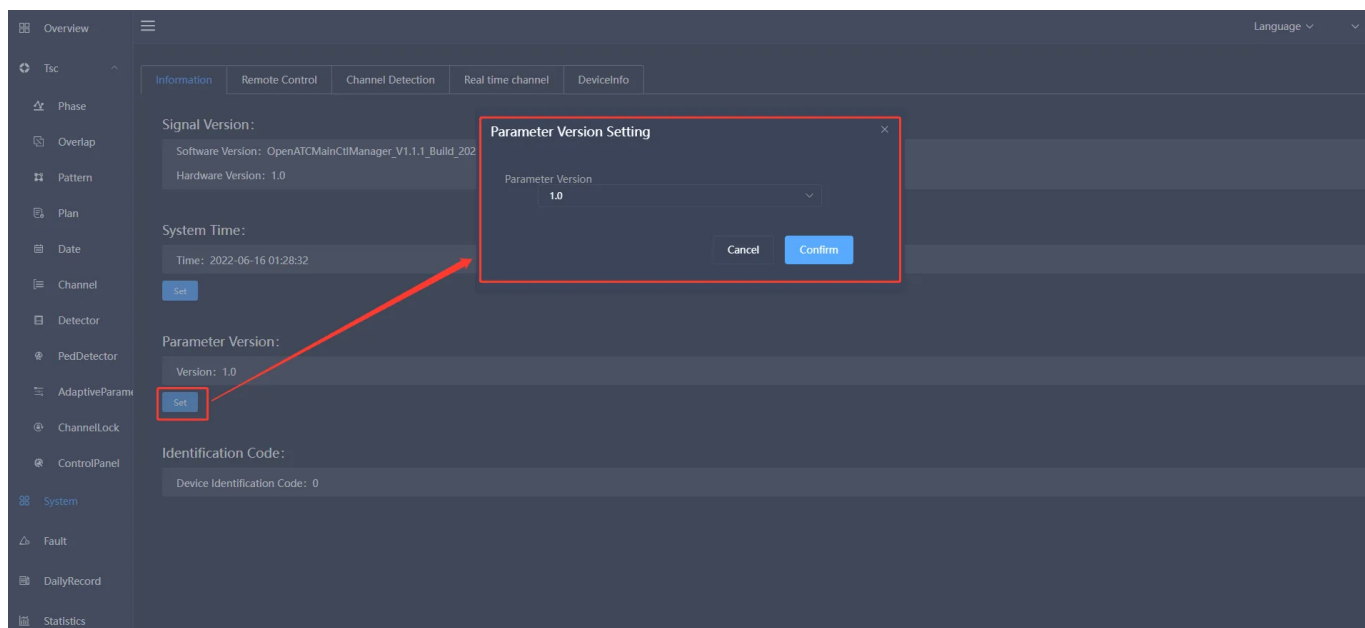 Overview
Language
Tsc
Information Remote Control Channel Detection Real time channel DeviceInfo
Phase
Overlap
Pattern
Plan
Date
Channel
Detector
PedDetector
AdaptiveParame
ChannelLock
ControlPanel
System
Fault
DailyRecord
Statistics
Signal Version:
Software Version: OpenATCMainCtlManager_V1.1.1_Build_202
Hardware Version: 1.0
System Time:
Time: 2022-06-16 01:28:32
Set
Parameter Version:
Version: 1.0
Set
Identification Code:
Device Identification Code: 0
Parameter Version Setting
Parameter Version
1.0
Cancel Confirm